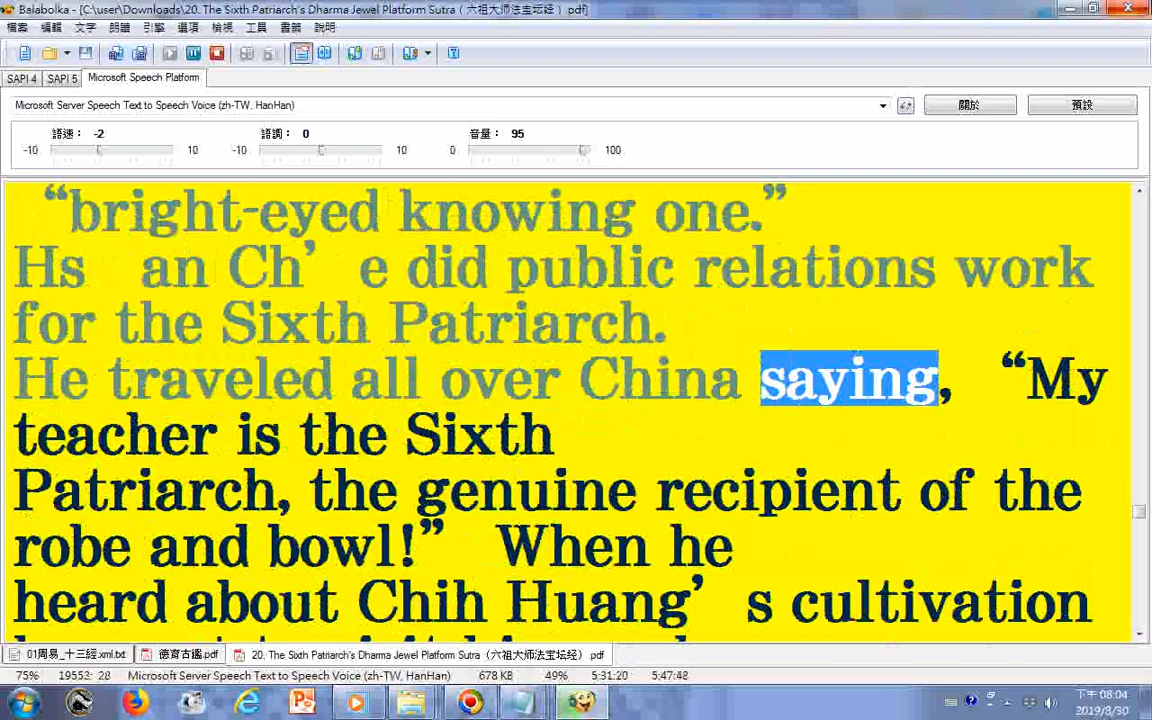 Balabolka - [C:\user\Downloads\20. The Sixth Patriarch's Dharma Jewel Platform Sutra（六祖大师法宝坛经）.pdf]
檔案 編輯 文字 朗讀 引擎 選項 檢視 工具 書籤 說明
SAPI 4 SAPI 5 Microsoft Speech Platform
Microsoft Server Speech Text to Speech Voice (zh-TW, HanHan) 關於 預設
語速： -2 語調： 0 音量： 95
-10 10 -10 10 0 100
“bright-eyed knowing one.”
Hs an Ch’ e did public relations work
for the Sixth Patriarch.
He traveled all over China saying, “My
teacher is the Sixth
Patriarch, the genuine recipient of the
robe and bowl!” When he
heard about Chih Huang’ s cultivation
01周易_十三經.xml.txt 德育古鑑.pdf 20. The Sixth Patriarch's Dharma Jewel Platform Sutra（六祖大师法宝坛经）.pdf
75% 19553: 28 Microsoft Server Speech Text to Speech Voice (zh-TW, HanHan) 678 KB 49% 5:31:20 5:47:48
下午 08:04
2019/8/30